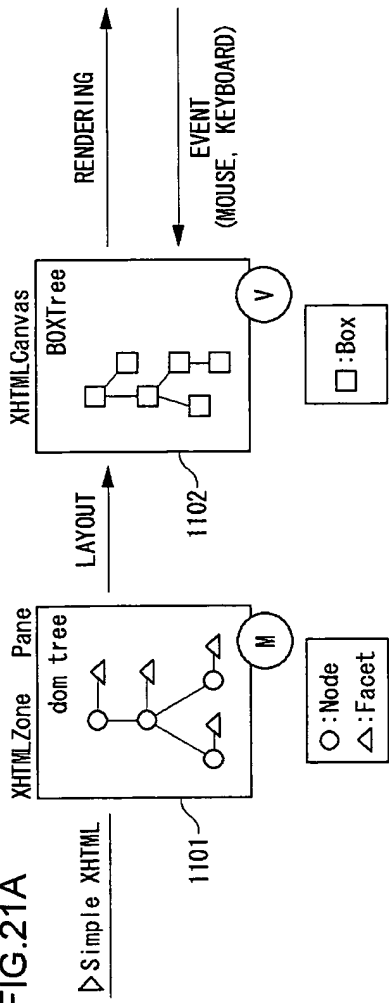 FIG.21A
▷Simple XHTML
XHTMLZone Pane
dom tree
M
1101
○:Node
△:Facet
LAYOUT
XHTMLCanvas
BOXTree
V
1102
□:Box
RENDERING
EVENT
(MOUSE, KEYBOARD)